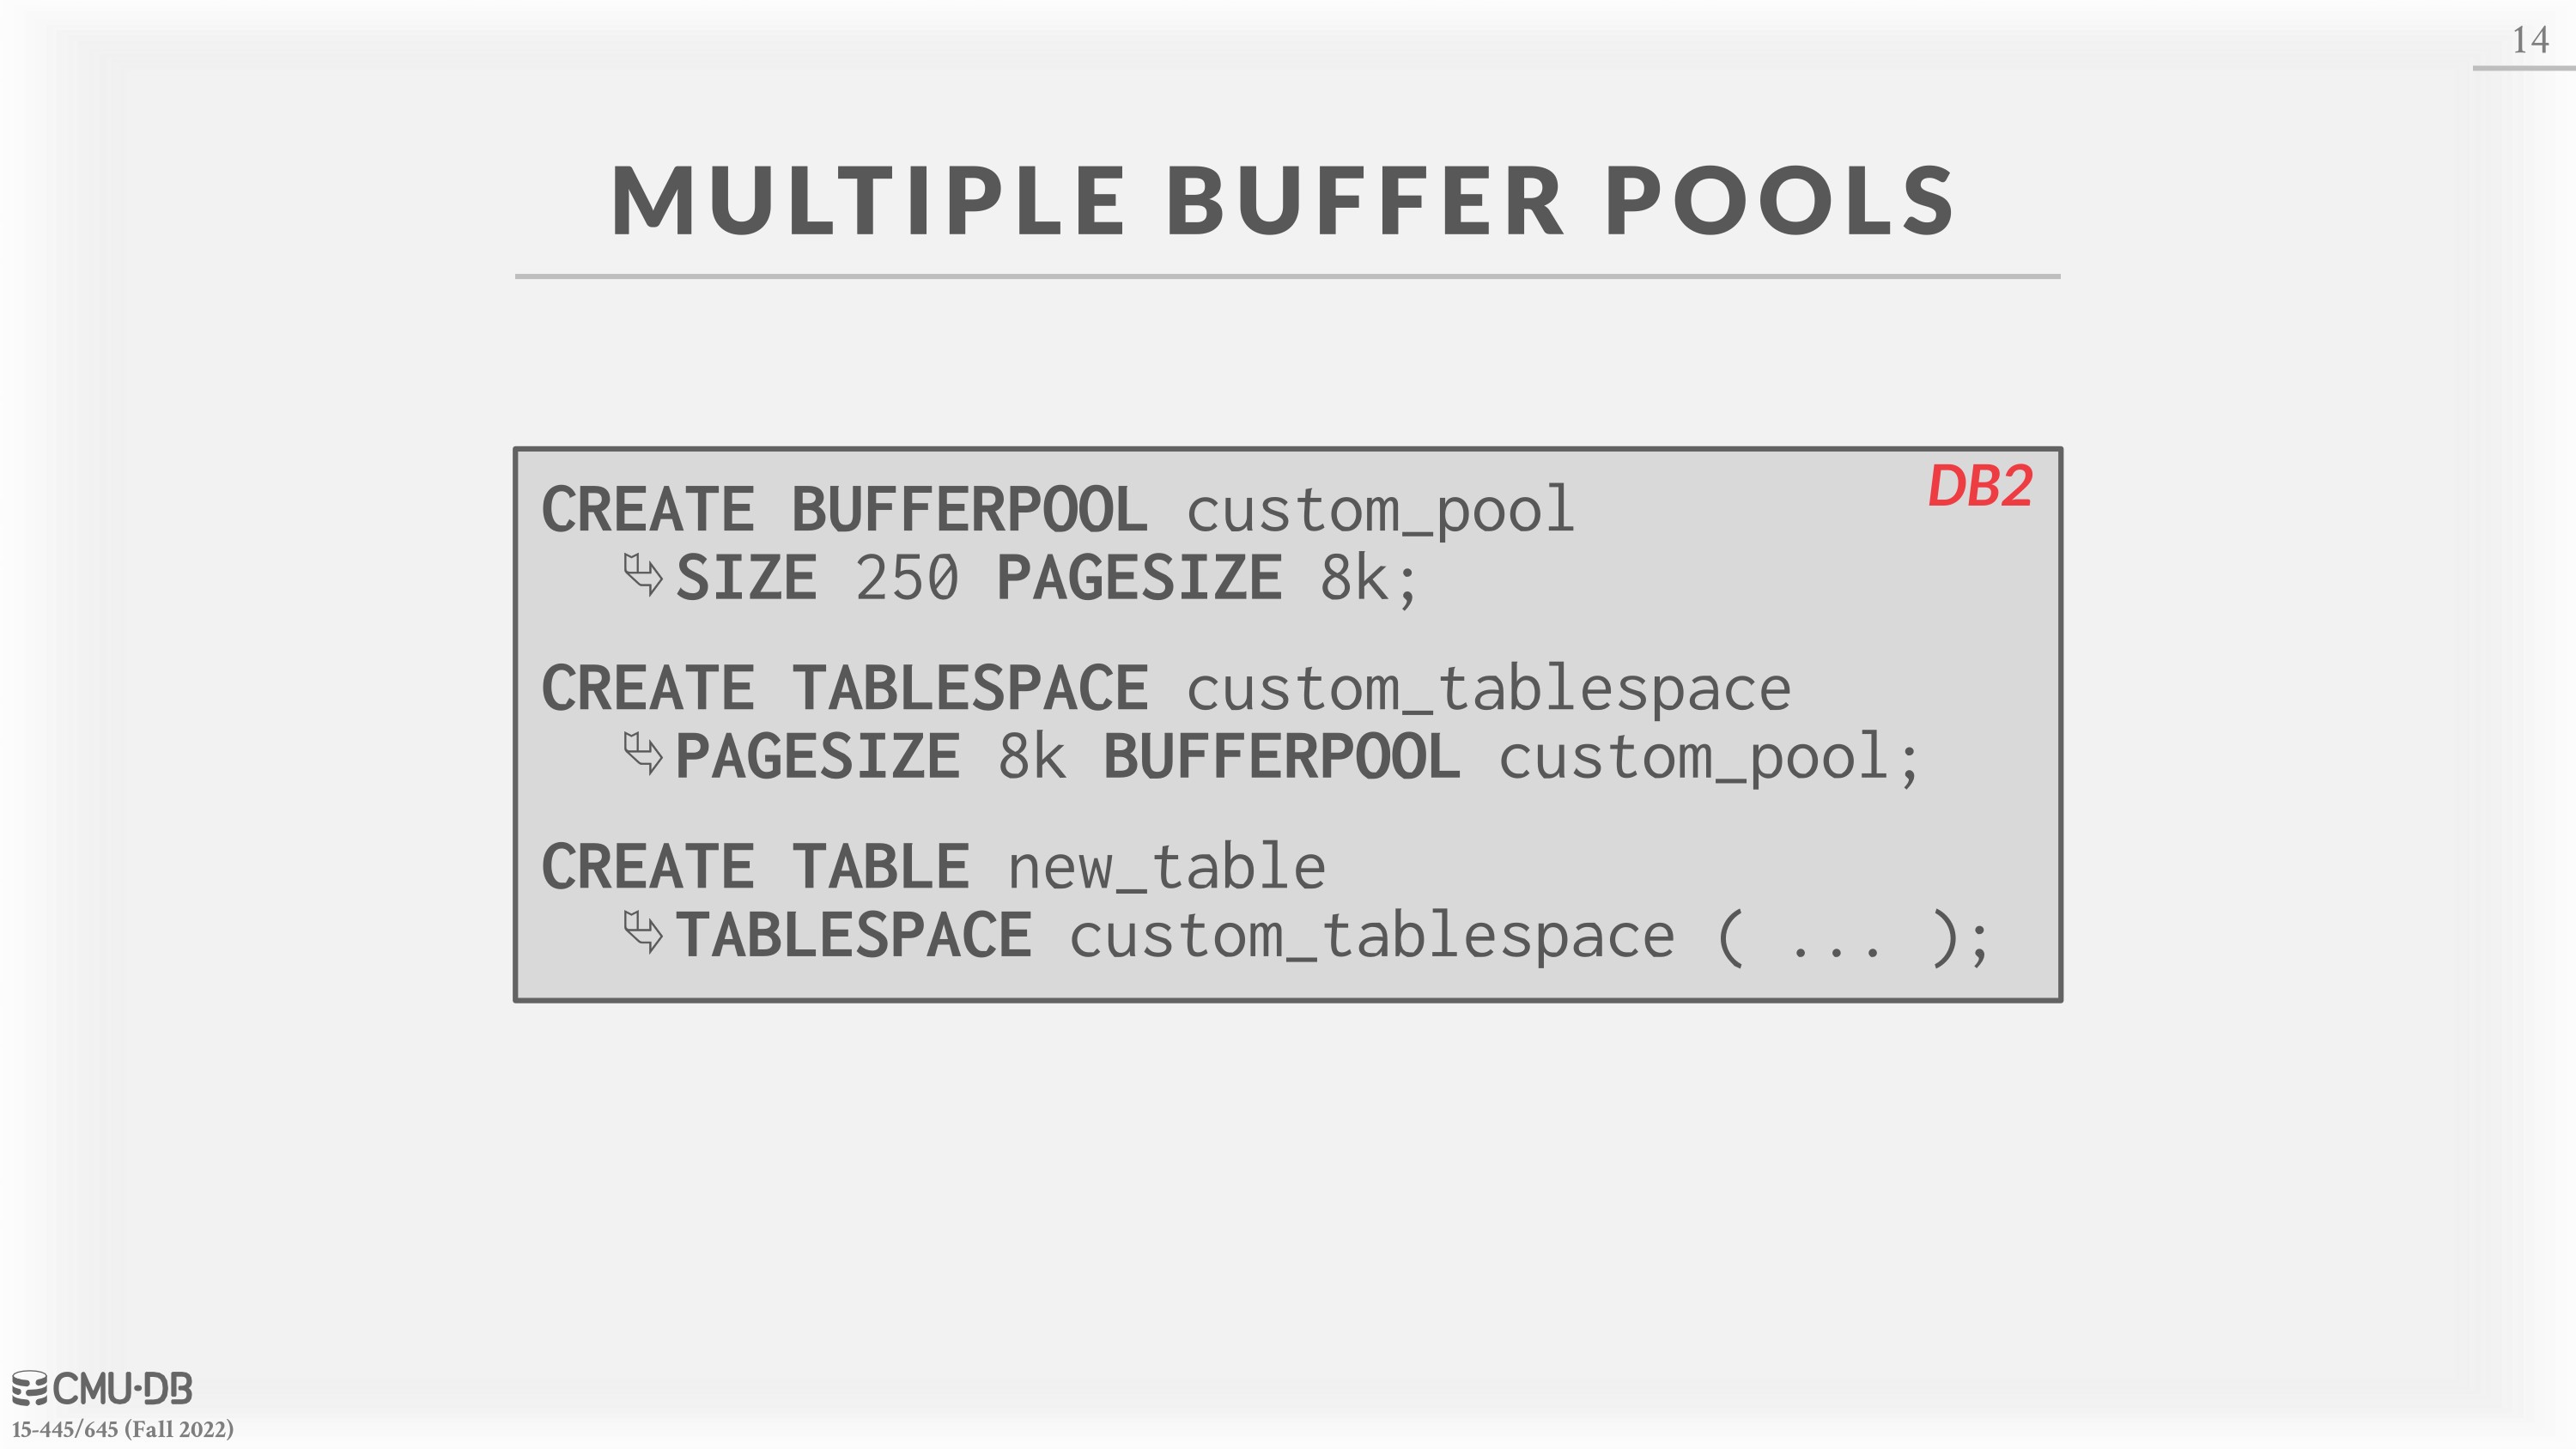 14
MULTIPLE BUFFER POOLS
DB2
CREATE BUFFERPOOL custom_pool
SIZE 250 PAGESIZE 8k;
CREATE TABLESPACE custom_tablespace
PAGESIZE 8k BUFFERPOOL custom_pool;
CREATE TABLE new_table
TABLESPACE custom_tablespace ( ... );
CMU·DB
15-445/645 (Fall 2022)